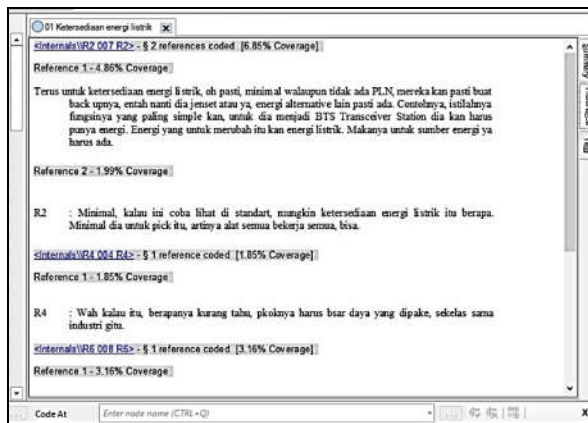 01 Ketersediaan energi listrik
<Internals\\R2 007 R2> - § 2 references coded [6.85% Coverage]
Reference 1 - 4.86% Coverage
Terus untuk ketersediaan energi listrik, oh pasti, minimal walaupun tidak ada PLN, mereka kan pasti buat
back upnya, entah nanti dia jenset atau ya, energi alternative lain pasti ada. Contohnya, istilahnya
fungsinya yang paling simple kan, untuk dia menjadi BTS Transceiver Station dia kan harus
punya energi. Energi yang untuk merubah itu kan energi listrik. Makanya untuk sumber energi ya
harus ada.
Reference 2 - 1.99% Coverage
R2 : Minimal, kalau ini coba lihat di standart, mungkin ketersediaan energi listrik itu berapa.
Minimal dia untuk pick itu, artinya alat semua bekerja semua, bisa.
<Internals\\R4 004 R4> - § 1 reference coded [1.85% Coverage]
Reference 1 - 1.85% Coverage
R4 : Wah kalau itu, berapanya kurang tahu, pkoknya harus bsar daya yang dipake, sekelas sama
industri gitu.
<Internals\\R6 008 R6> - § 1 reference coded [3.16% Coverage]
Reference 1 - 3.16% Coverage
Summary
Code At
Enter node name (CTRL+Q)
X